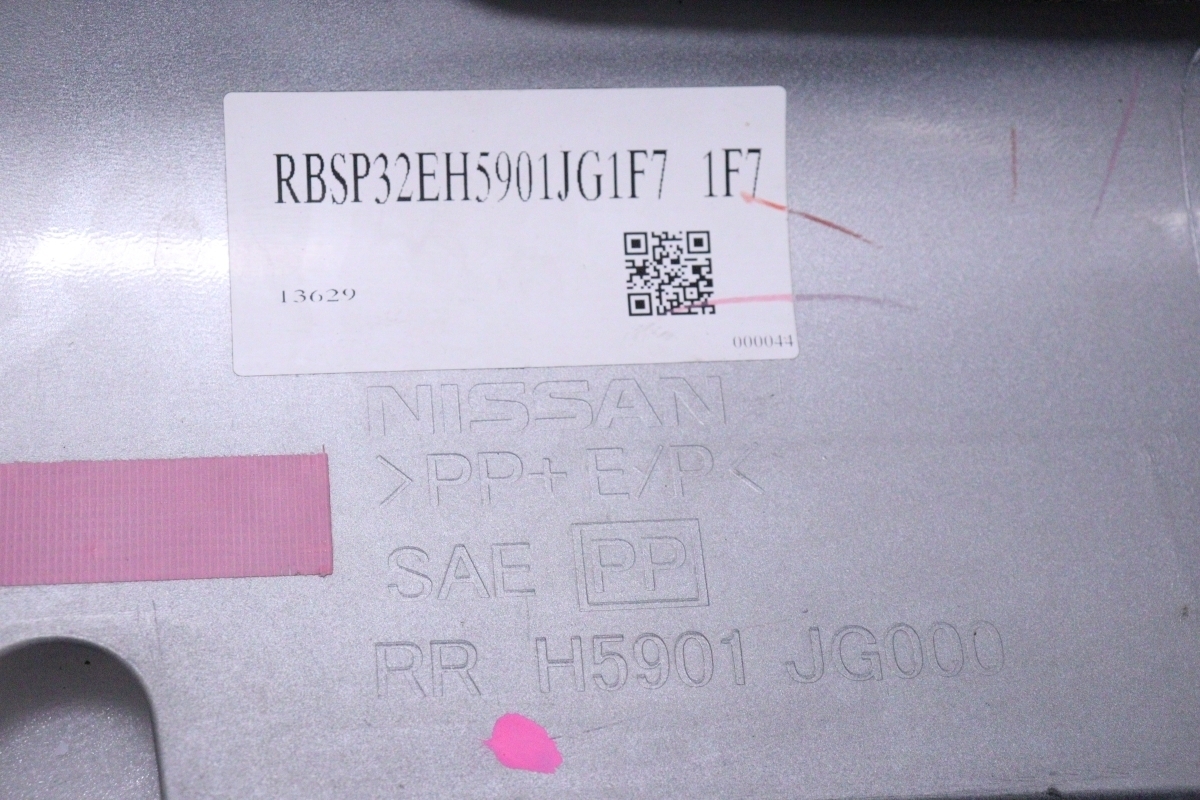 RBSP32EH5901JG1F7 1F7
13629
000044
NISSAN
>PP+E/P<
SAE PP
RR H5901 JG000